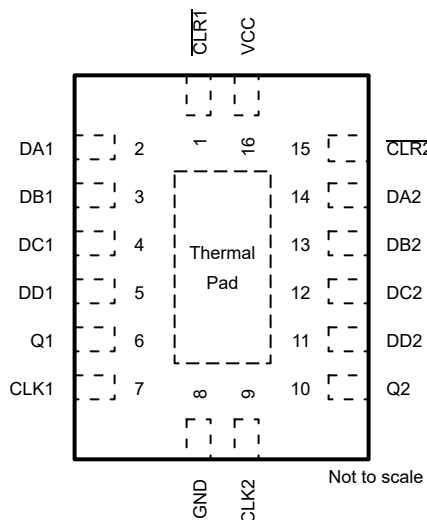 CLR1 VCC
1 16
DA1 2 15 CLR2
DB1 3 14 DA2
DC1 4 13 DB2
DD1 5 12 DC2
Q1 6 11 DD2
CLK1 7 10 Q2
Thermal
Pad
8 9
GND CLK2
Not to scale